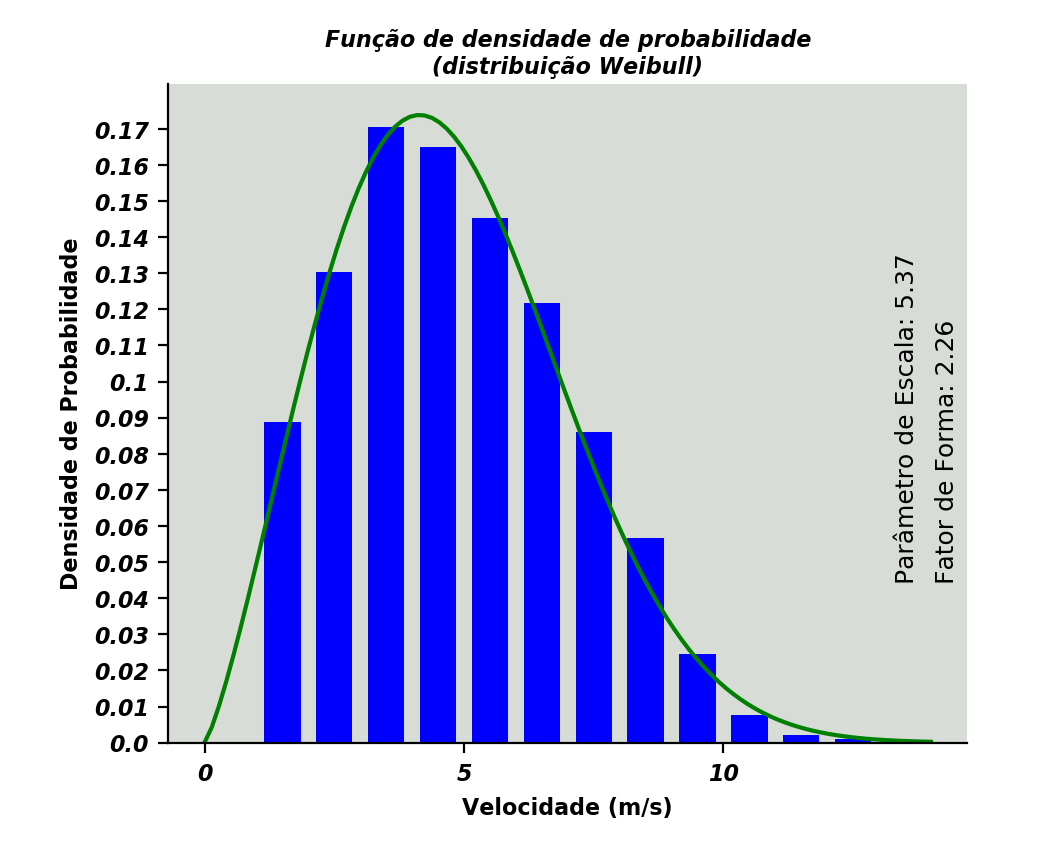 Função de densidade de probabilidade
(distribuição Weibull)
Densidade de Probabilidade
0.17
0.16
0.15
0.14
0.13
0.12
0.11
0.1
0.09
0.08
0.07
0.06
0.05
0.04
0.03
0.02
0.01
0.0
0 5 10
Velocidade (m/s)
Parâmetro de Escala: 5.37
Fator de Forma: 2.26